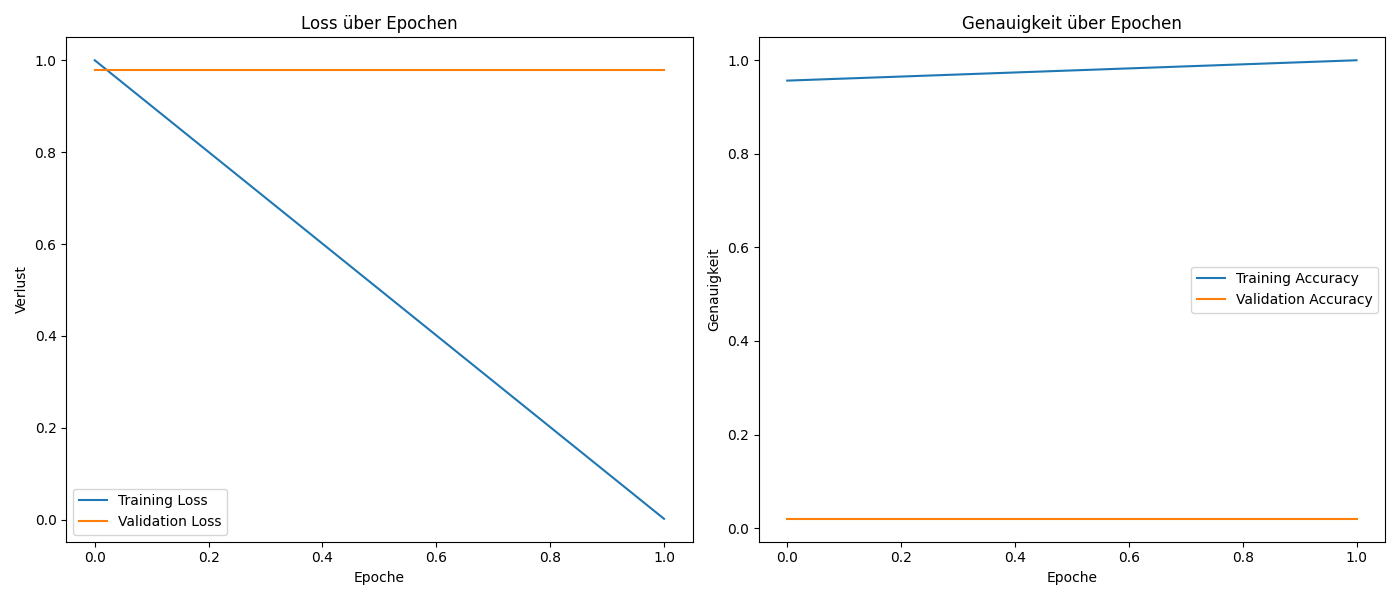 Loss über Epochen
1.0
0.8
0.6
0.4
0.2
0.0
Verlust
Training Loss
Validation Loss
0.0 0.2 0.4 0.6 0.8 1.0
Epoche
Genauigkeit über Epochen
1.0
0.8
0.6
0.4
0.2
0.0
Genauigkeit
Training Accuracy
Validation Accuracy
0.0 0.2 0.4 0.6 0.8 1.0
Epoche